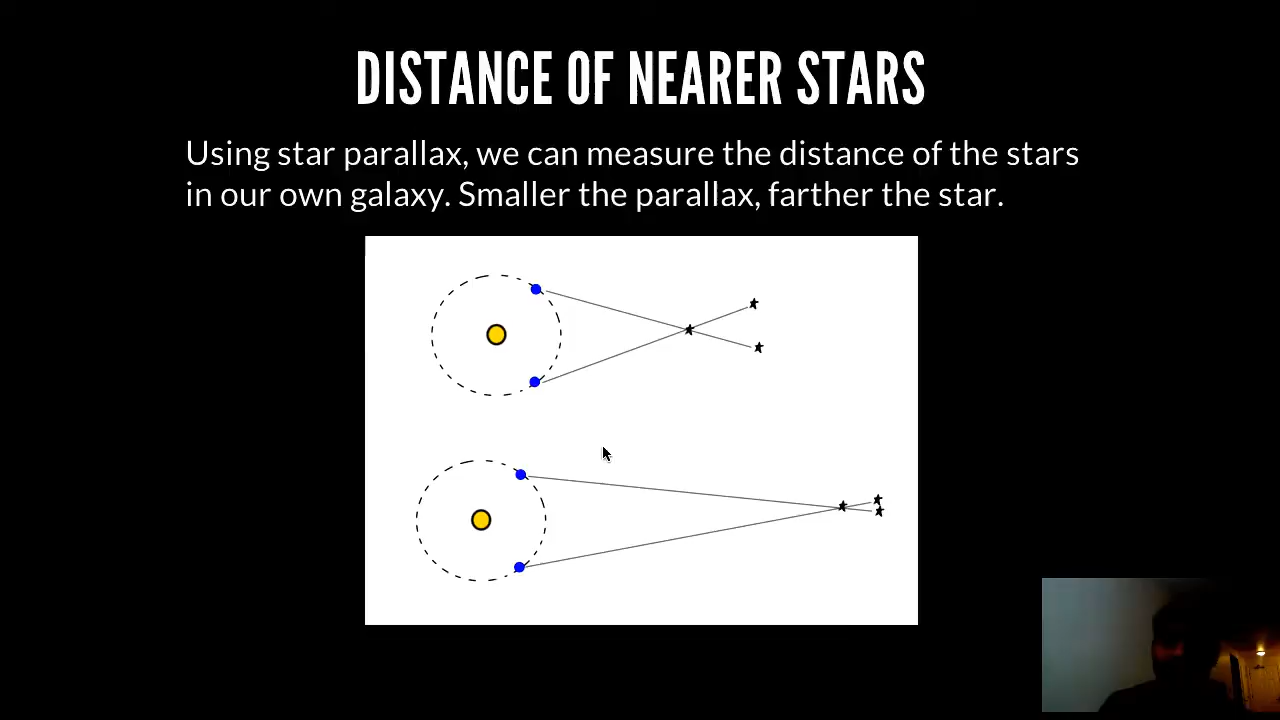 DISTANCE OF NEARER STARS
Using star parallax, we can measure the distance of the stars
in our own galaxy. Smaller the parallax, farther the star.